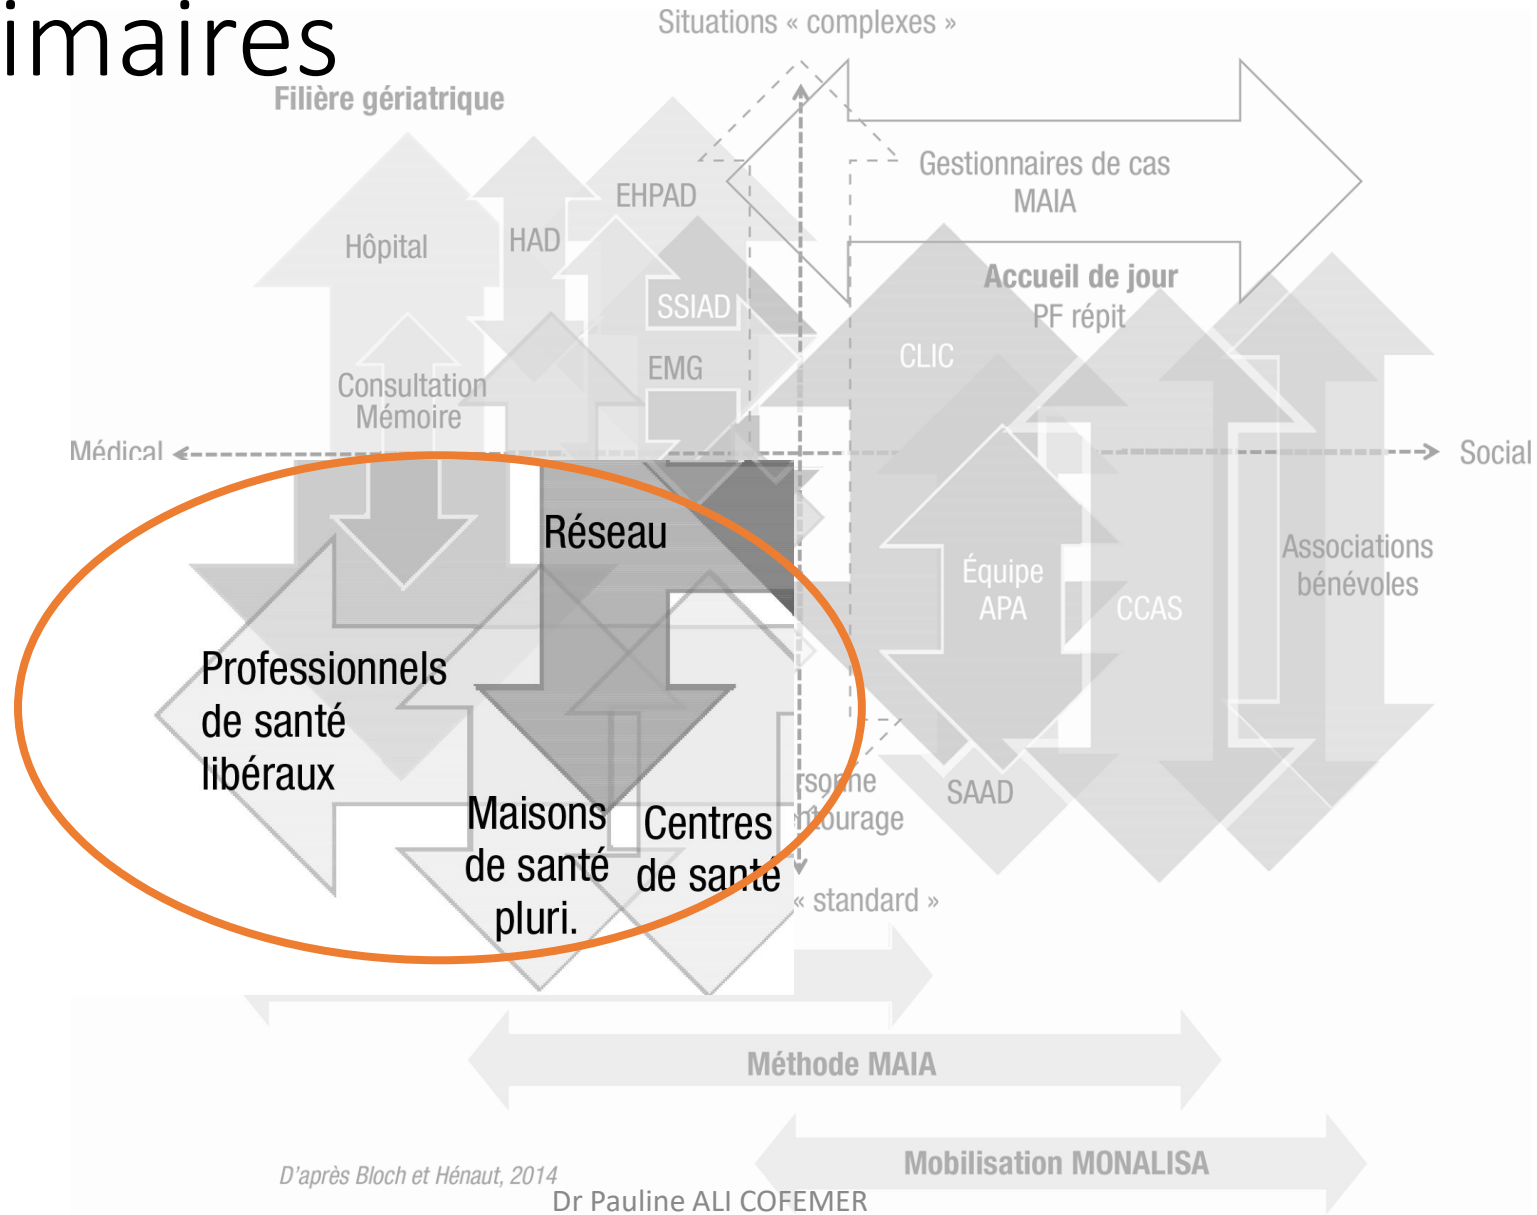 imaires
Situations « complexes »
Filière gériatrique
Gestionnaires de cas
MAIA
EHPAD
HAD
Hôpital
Accueil de jour
PF répit
SSIAD
CLIC
EMG
Consultation
Mémoire
Médical
Social
Réseau
Associations
bénévoles
Équipe
APA
CCAS
Professionnels
de santé
libéraux
SAAD
Maisons
de santé
pluri.
Centres
de santé
rsonne
ntourage
« standard »
Méthode MAIA
Mobilisation MONALISA
D'après Bloch et Hénaut, 2014
Dr Pauline ALI COFEMER